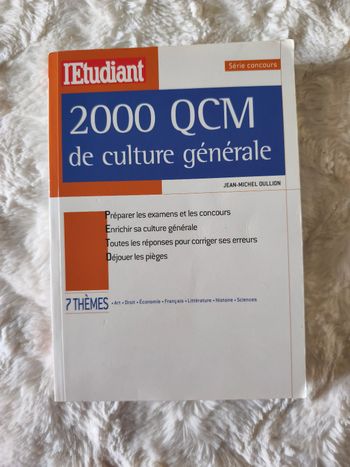 l'Etudiant
Série concours
2000 QCM
de culture générale
JEAN-MICHEL OULLION
Préparer les examens et les concours
Enrichir sa culture générale
Toutes les réponses pour corriger ses erreurs
Déjouer les pièges
7 THÈMES • Art • Droit • Économie • Français • Littérature • Histoire • Sciences